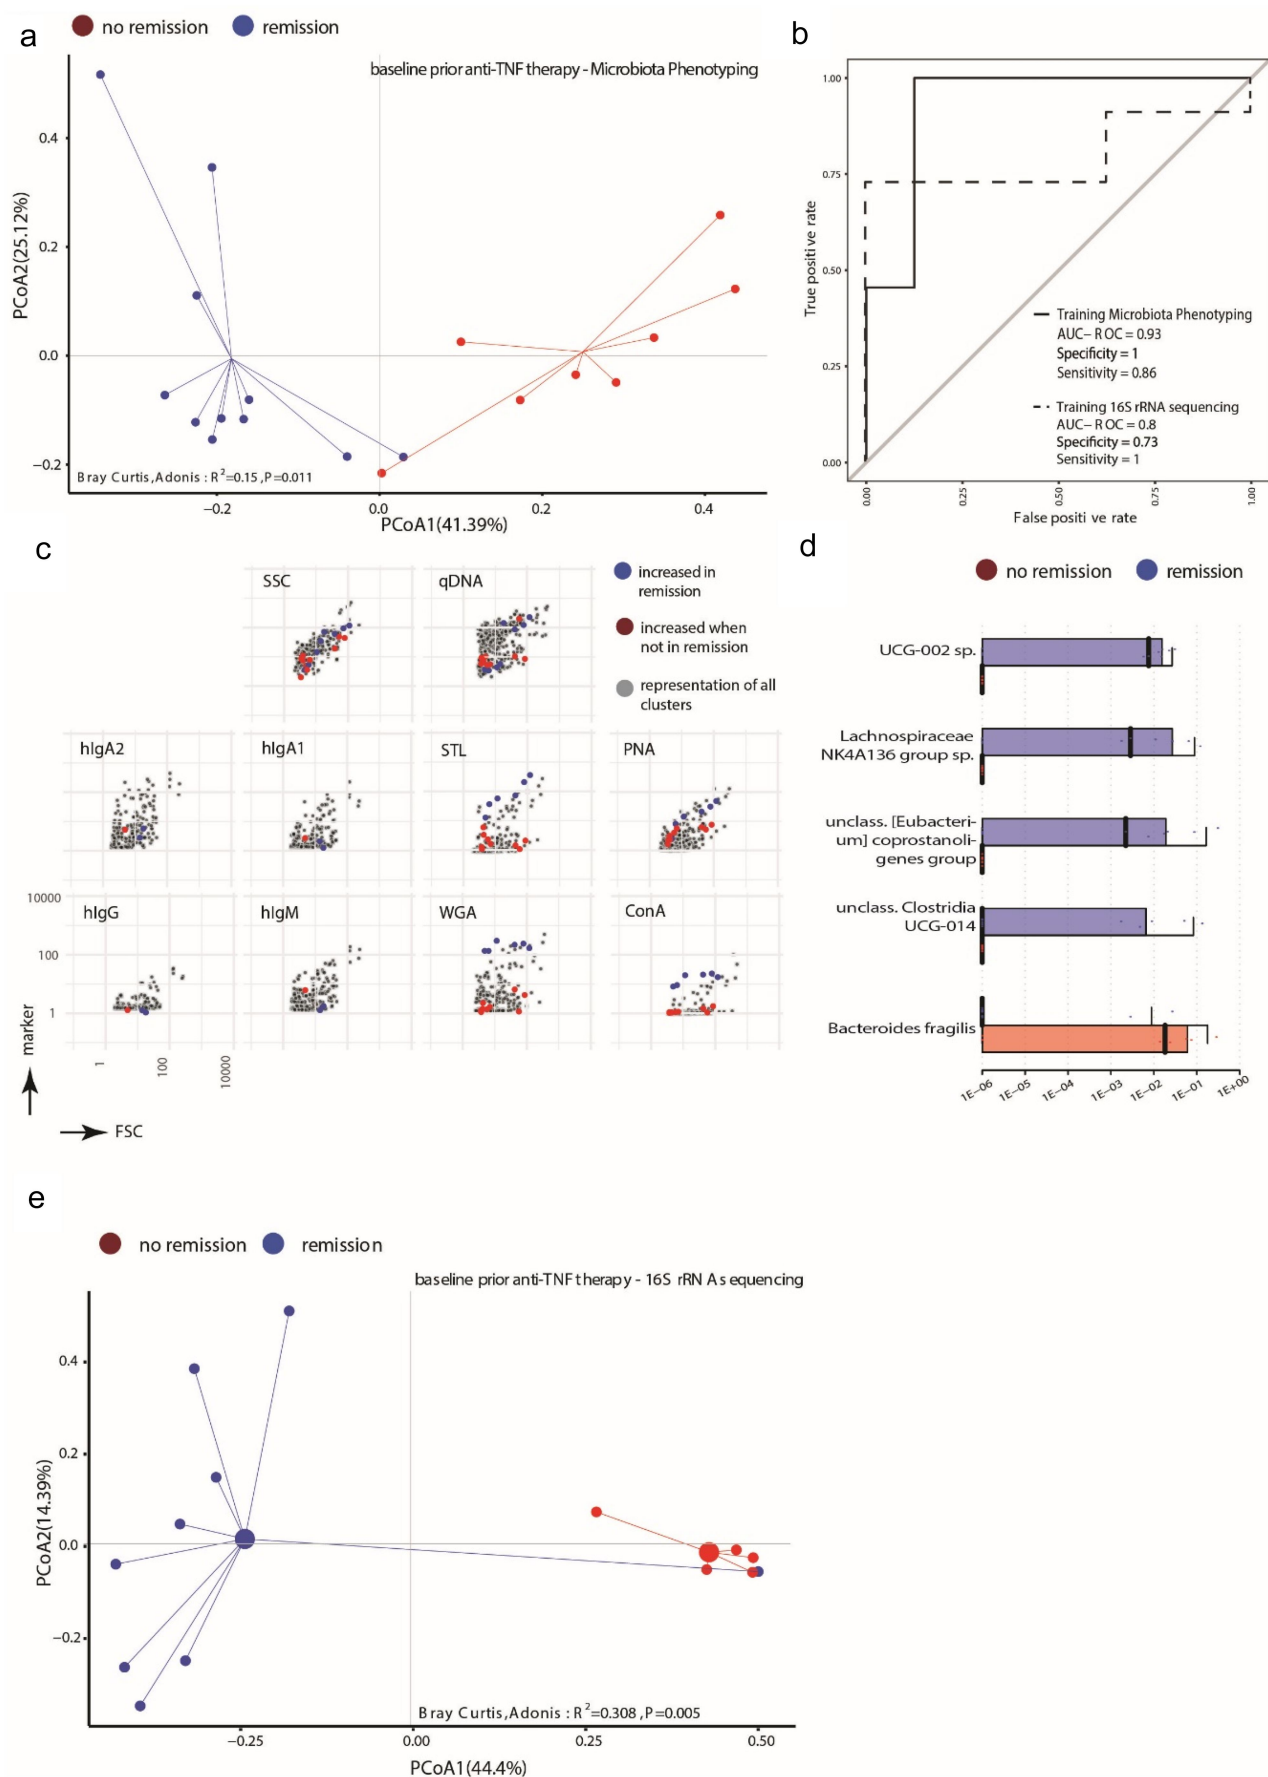 a
no remission
remission
baseline prior anti-TNF therapy - Microbiota Phenotyping
0.4
0.2
0.0
−0.2
PCoA2(25.12%)
Bray Curtis,Adonis : R2=0.15 ,P=0.011
−0.2
0.0
0.2
0.4
PCoA1(41.39%)
b
1.00
0.75
0.50
0.25
0.00
True positi ve rate
Training Microbiota Phenotyping
AUC− R OC = 0.93
Specificity = 1
Sensitivity = 0.86
Training 16S rRNA sequencing
AUC− R OC = 0.8
Specificity = 0.73
Sensitivity = 1
0.00
0.25
0.50
0.75
1.00
False positi ve rate
c
SSC
qDNA
increased in
remission
increased when
not in remission
representation of all
clusters
hIgA2
hIgA1
STL
PNA
hIgG
hIgM
WGA
ConA
10000
100
1
marker
1
100
10000
FSC
d
no remission
remission
UCG-002 sp.
Lachnospiraceae
NK4A136 group sp.
unclass. [Eubacteri-
um] coprostanoli-
genes group
unclass. Clostridia
UCG-014
Bacteroides fragilis
1E−06
1E−05
1E−04
1E−03
1E−02
1E−01
1E+00
e
no remission
remission
baseline prior anti-TNF therapy - 16S rRN A s equencing
0.4
0.2
0.0
−0.2
PCoA2(14.39%)
Bray Curtis,Adonis : R2=0.308 ,P=0.005
−0.25
0.00
0.25
0.50
PCoA1(44.4%)